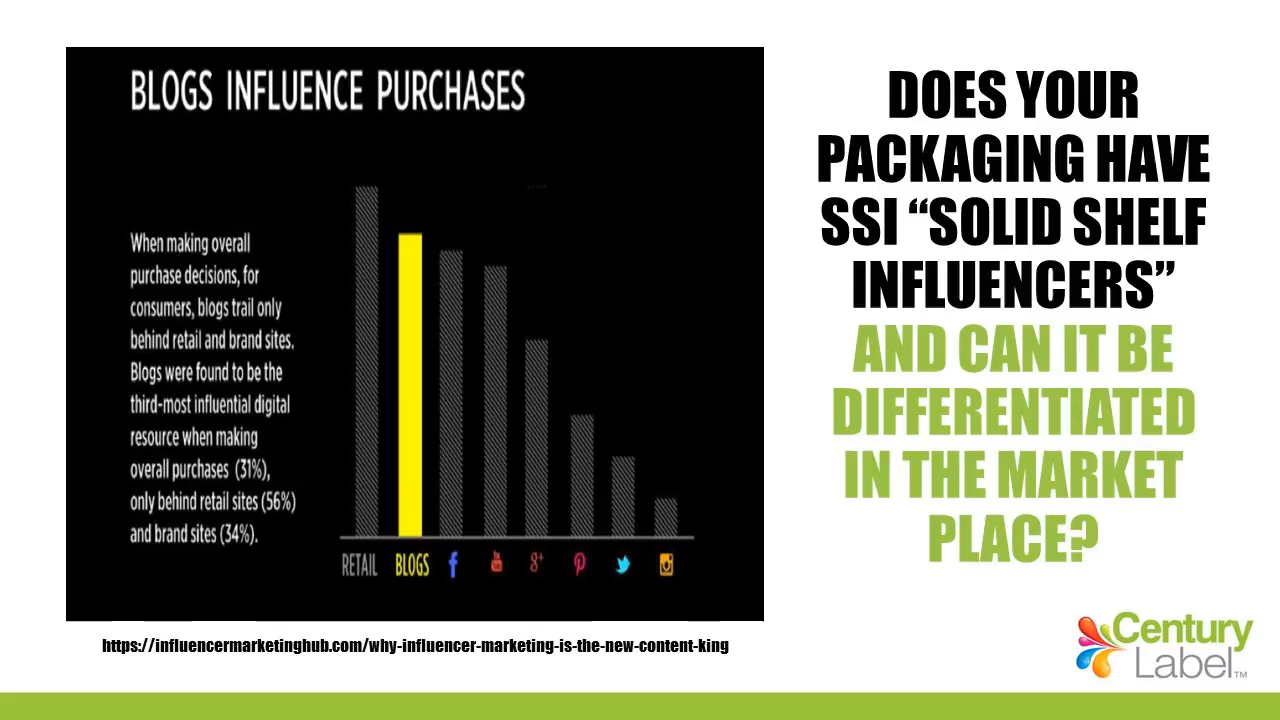 BLOGS INFLUENCE PURCHASES
When making overall
purchase decisions, for
consumers, blogs trail only
behind retail and brand sites.
Blogs were found to be the
third-most influential digital
resource when making
overall purchases (31%),
only behind retail sites (56%)
and brand sites (34%).
RETAIL BLOGS f You Tube g+ p
https://influencermarketinghub.com/why-influencer-marketing-is-the-new-content-king
DOES YOUR
PACKAGING HAVE
SSI “SOLID SHELF
INFLUENCERS”
AND CAN IT BE
DIFFERENTIATED
IN THE MARKET
PLACE?
Century
Label™